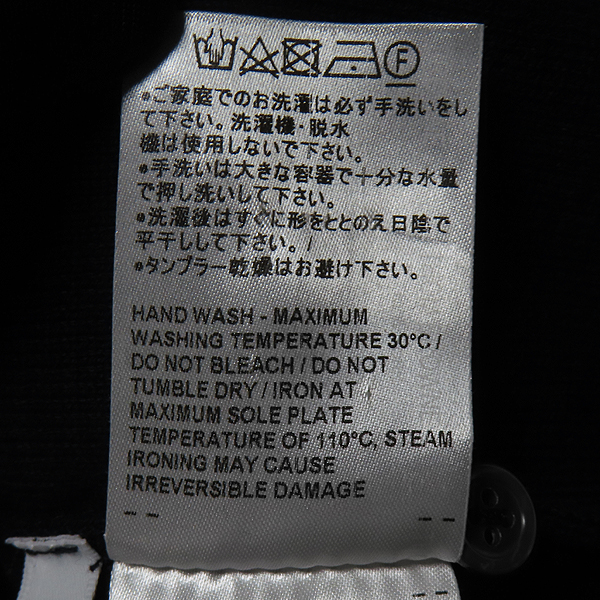 F
•ご家庭でのお洗濯は必ず手洗いをし
て下さい。洗濯機・脱水
機は使用しないで下さい。
•手洗いは大きな容器で十分な水量
で押し洗いして下さい。
•洗濯後はすぐに形をととのえ日陰で
平干しして下さい。/
•タンブラー乾燥はお避け下さい。
HAND WASH - MAXIMUM
WASHING TEMPERATURE 30°C /
DO NOT BLEACH / DO NOT
TUMBLE DRY / IRON AT
MAXIMUM SOLE PLATE
TEMPERATURE OF 110°C, STEAM
IRONING MAY CAUSE
IRREVERSIBLE DAMAGE
-- --